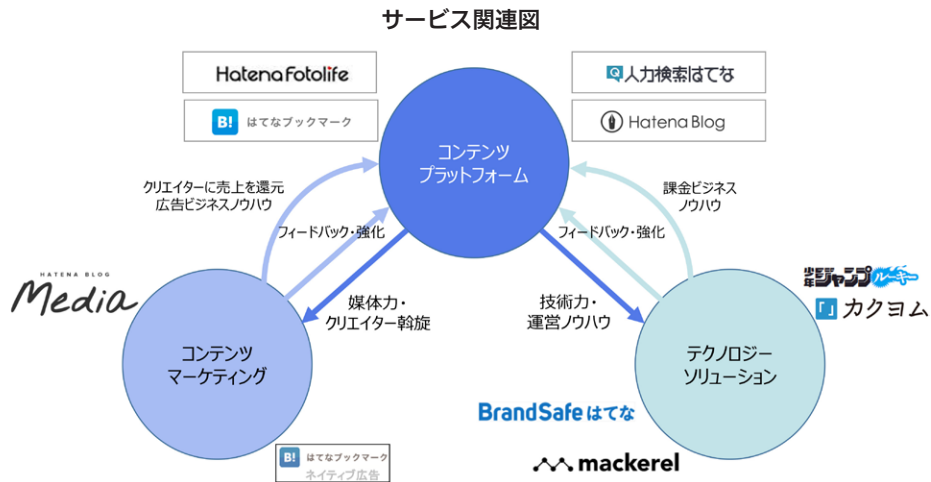 サービス関連図
Hatena Fotolife
人力検索はてな
B! はてなブックマーク
Hatena Blog
コンテンツ
プラットフォーム
クリエイターに売上を還元
広告ビジネスノウハウ
課金ビジネス
ノウハウ
フィードバック・強化
フィードバック・強化
HATENA BLOG
Media
媒体力・
クリエイター斡旋
技術力・
運営ノウハウ
少年ジャンプルーキー
「」カクヨム
コンテンツ
マーケティング
テクノロジー
ソリューション
BrandSafe はてな
B! はてなブックマーク
ネイティブ広告
mackerel